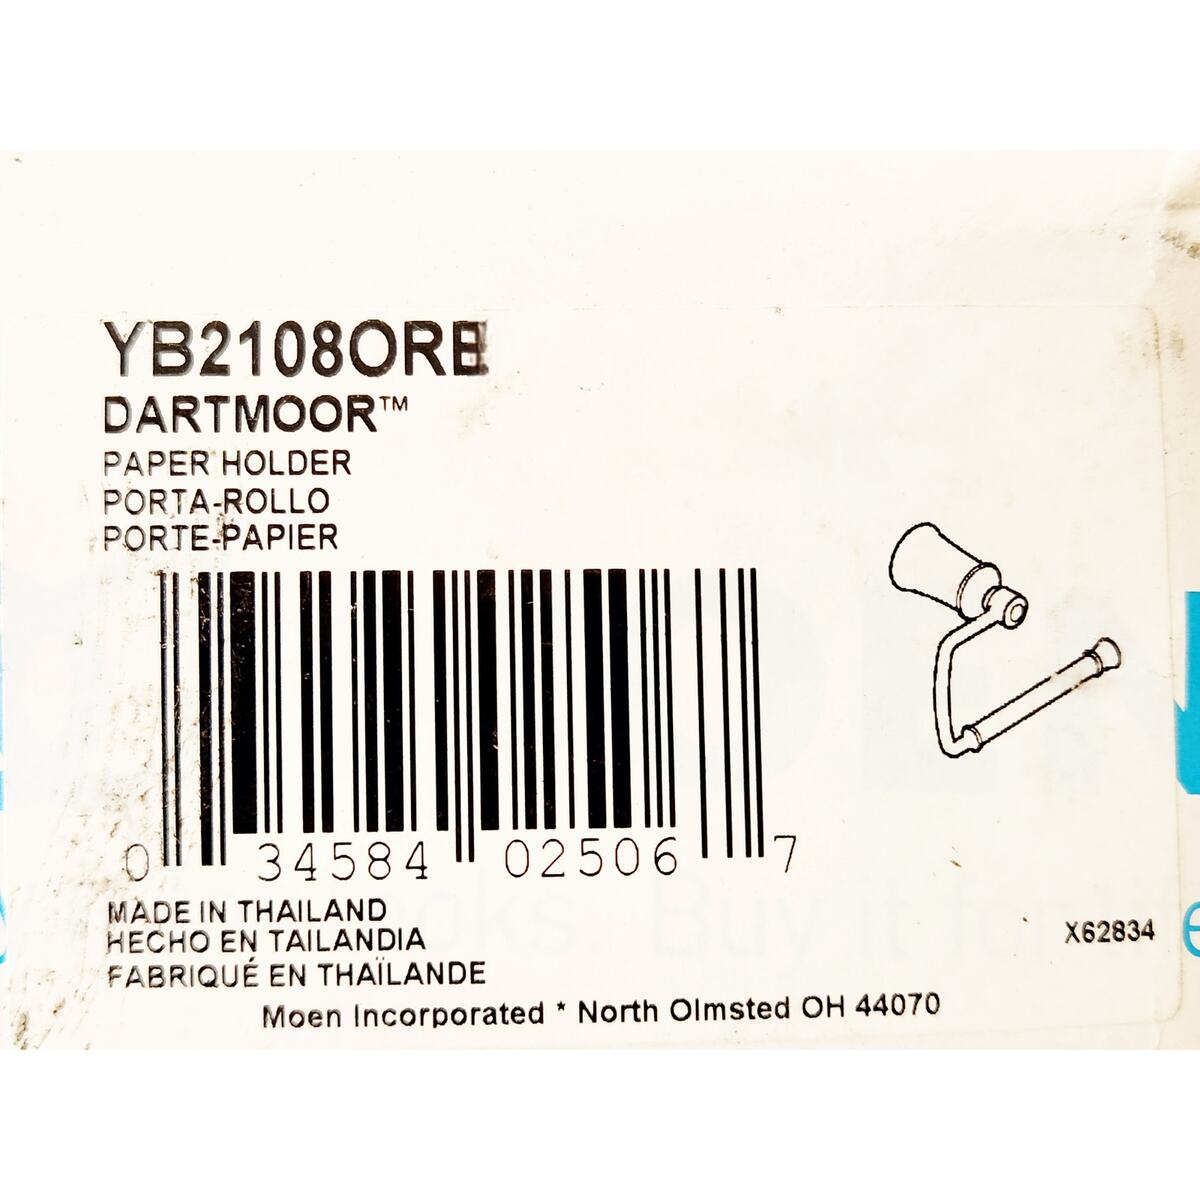 YB2108ORB
DARTMOOR™
PAPER HOLDER
PORTA-ROLLO
PORTE-PAPIER
0 34584 02506 7
MADE IN THAILAND
HECHO EN TAILANDIA
FABRIQUÉ EN THAÏLANDE
X62834
Moen Incorporated * North Olmsted OH 44070